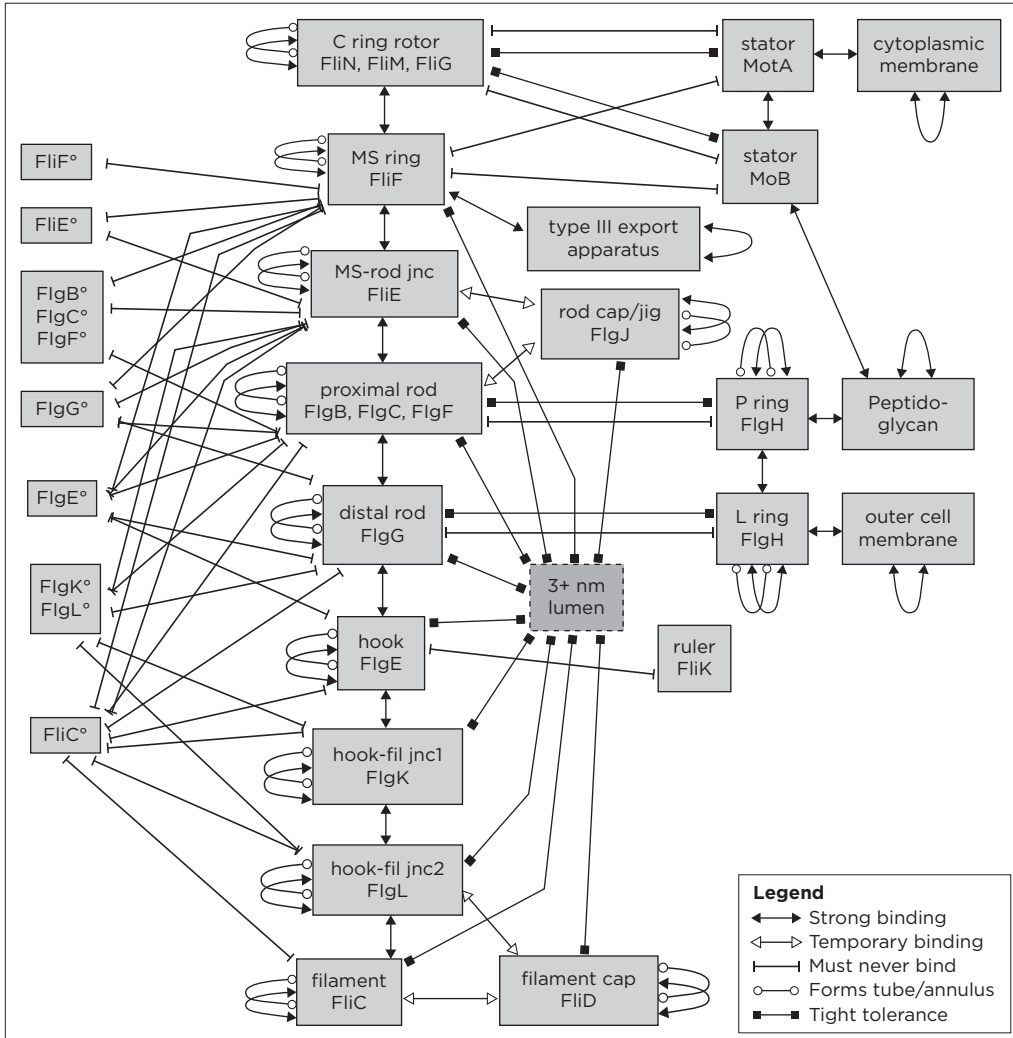 C ring rotor
FliN, FliM, FliG
stator
MotA
cytoplasmic
membrane
MS ring
FliF
stator
MoB
FliF°
FliE°
type III export
apparatus
MS-rod jnc
FliE
FlgB°
FlgC°
FlgF°
rod cap/jig
FlgJ
proximal rod
FlgB, FlgC, FlgF
FlgG°
P ring
FlgH
Peptido-
glycan
FlgE°
distal rod
FlgG
L ring
FlgH
outer cell
membrane
FlgK°
FlgL°
3+ nm
lumen
hook
FlgE
ruler
FliK
FliC°
hook-fil jnc1
FlgK
hook-fil jnc2
FlgL
filament
FliC
filament cap
FliD
Legend
Strong binding
Temporary binding
Must never bind
Forms tube/annulus
Tight tolerance